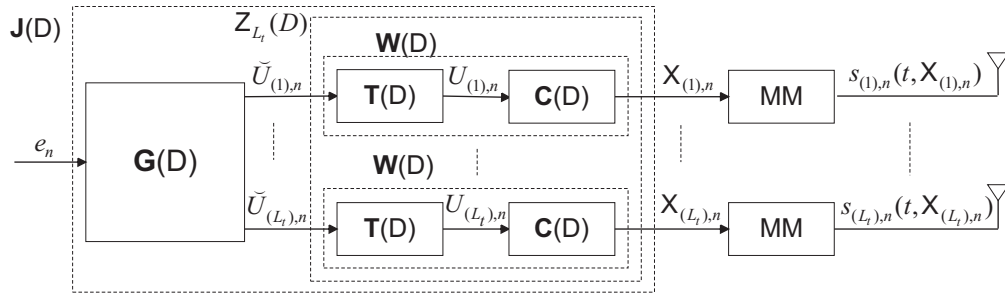 J(D)
Z_{L_t}(D)
W(D)
Ŭ_{(1),n} T(D) U_{(1),n} C(D) X_{(1),n} MM s_{(1),n}(t, X_{(1),n})
e_n G(D)
W(D)
Ŭ_{(L_t),n} T(D) U_{(L_t),n} C(D) X_{(L_t),n} MM s_{(L_t),n}(t, X_{(L_t),n})